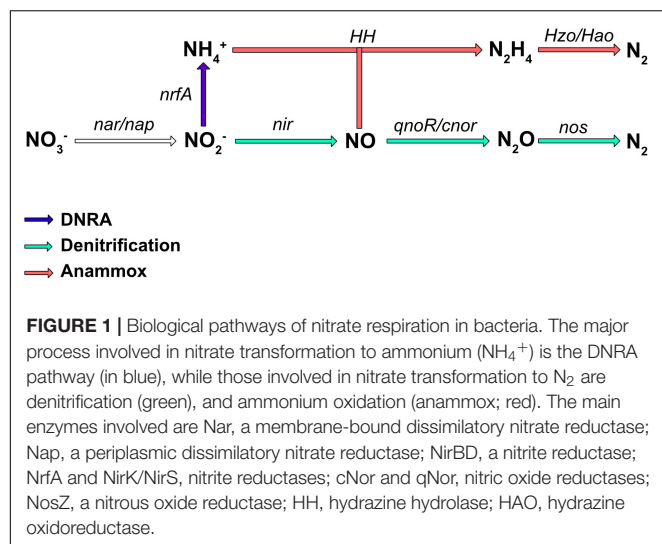 HH
Hzo/Hao
NH₄⁺
N₂H₄
N₂
nrfA
nar/nap
nir
qnoR/cnor
nos
NO₃⁻
NO₂⁻
NO
N₂O
N₂
DNRA
Denitrification
Anammox
FIGURE 1 | Biological pathways of nitrate respiration in bacteria. The major
process involved in nitrate transformation to ammonium (NH₄⁺) is the DNRA
pathway (in blue), while those involved in nitrate transformation to N₂ are
denitrification (green), and ammonium oxidation (anammox; red). The main
enzymes involved are Nar, a membrane-bound dissimilatory nitrate reductase;
Nap, a periplasmic dissimilatory nitrate reductase; NirBD, a nitrite reductase;
NrfA and NirK/NirS, nitrite reductases; cNor and qNor, nitric oxide reductases;
NosZ, a nitrous oxide reductase; HH, hydrazine hydrolase; HAO, hydrazine
oxidoreductase.